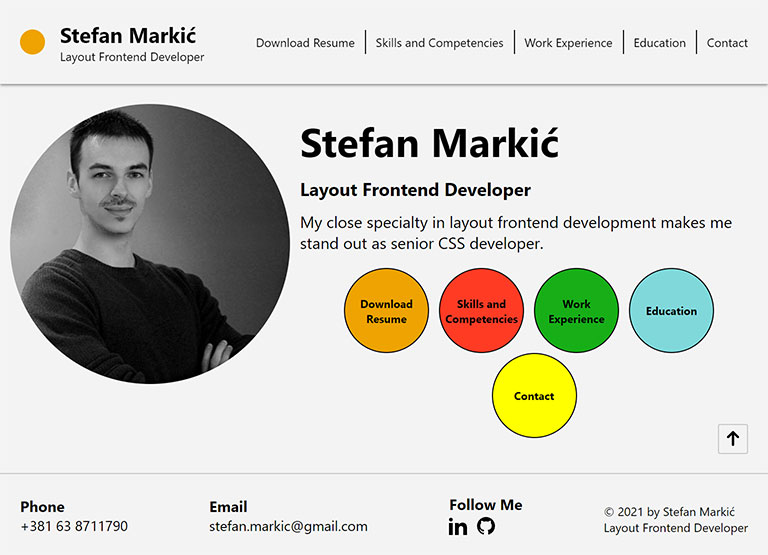 Stefan Markić
Layout Frontend Developer
Download Resume
Skills and Competencies
Work Experience
Education
Contact
Stefan Markić
Layout Frontend Developer
My close specialty in layout frontend development makes me
stand out as senior CSS developer.
Download
Resume
Skills and
Competencies
Work
Experience
Education
Contact
Phone
+381 63 8711790
Email
stefan.markic@gmail.com
Follow Me
in
© 2021 by Stefan Markić
Layout Frontend Developer